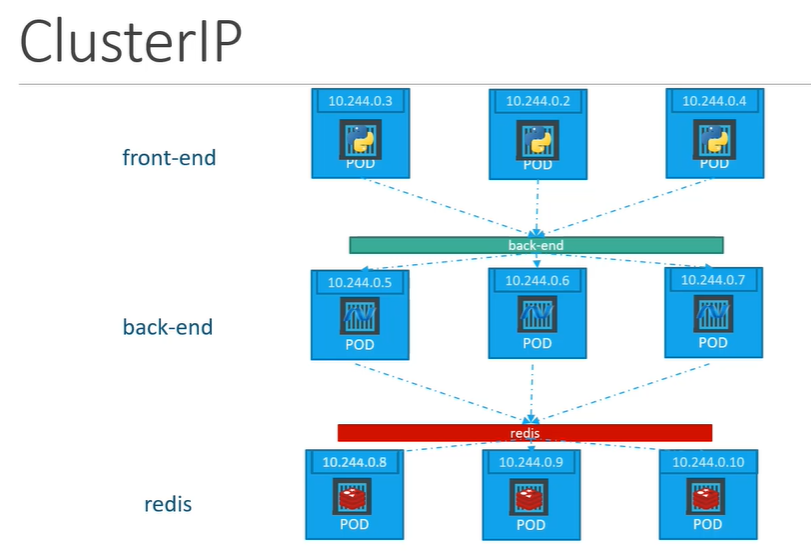 ClusterIP
front-end
10.244.0.3
POD
10.244.0.2
POD
10.244.0.4
POD
back-end
back-end
10.244.0.5
POD
10.244.0.6
POD
10.244.0.7
POD
redis
redis
10.244.0.8
POD
10.244.0.9
POD
10.244.0.10
POD